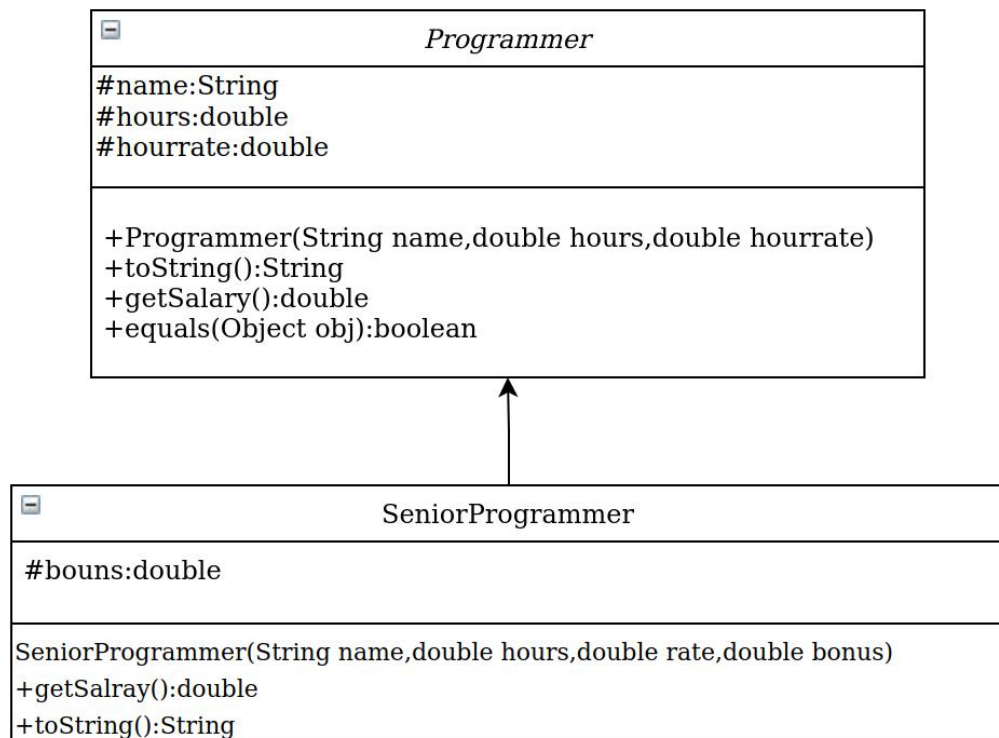 Programmer
#name:String
#hours:double
#hourrate:double
+Programmer(String name,double hours,double hourrate)
+toString():String
+getSalary():double
+equals(Object obj):boolean
SeniorProgrammer
#bouns:double
SeniorProgrammer(String name,double hours,double rate,double bonus)
+getSalray():double
+toString():String